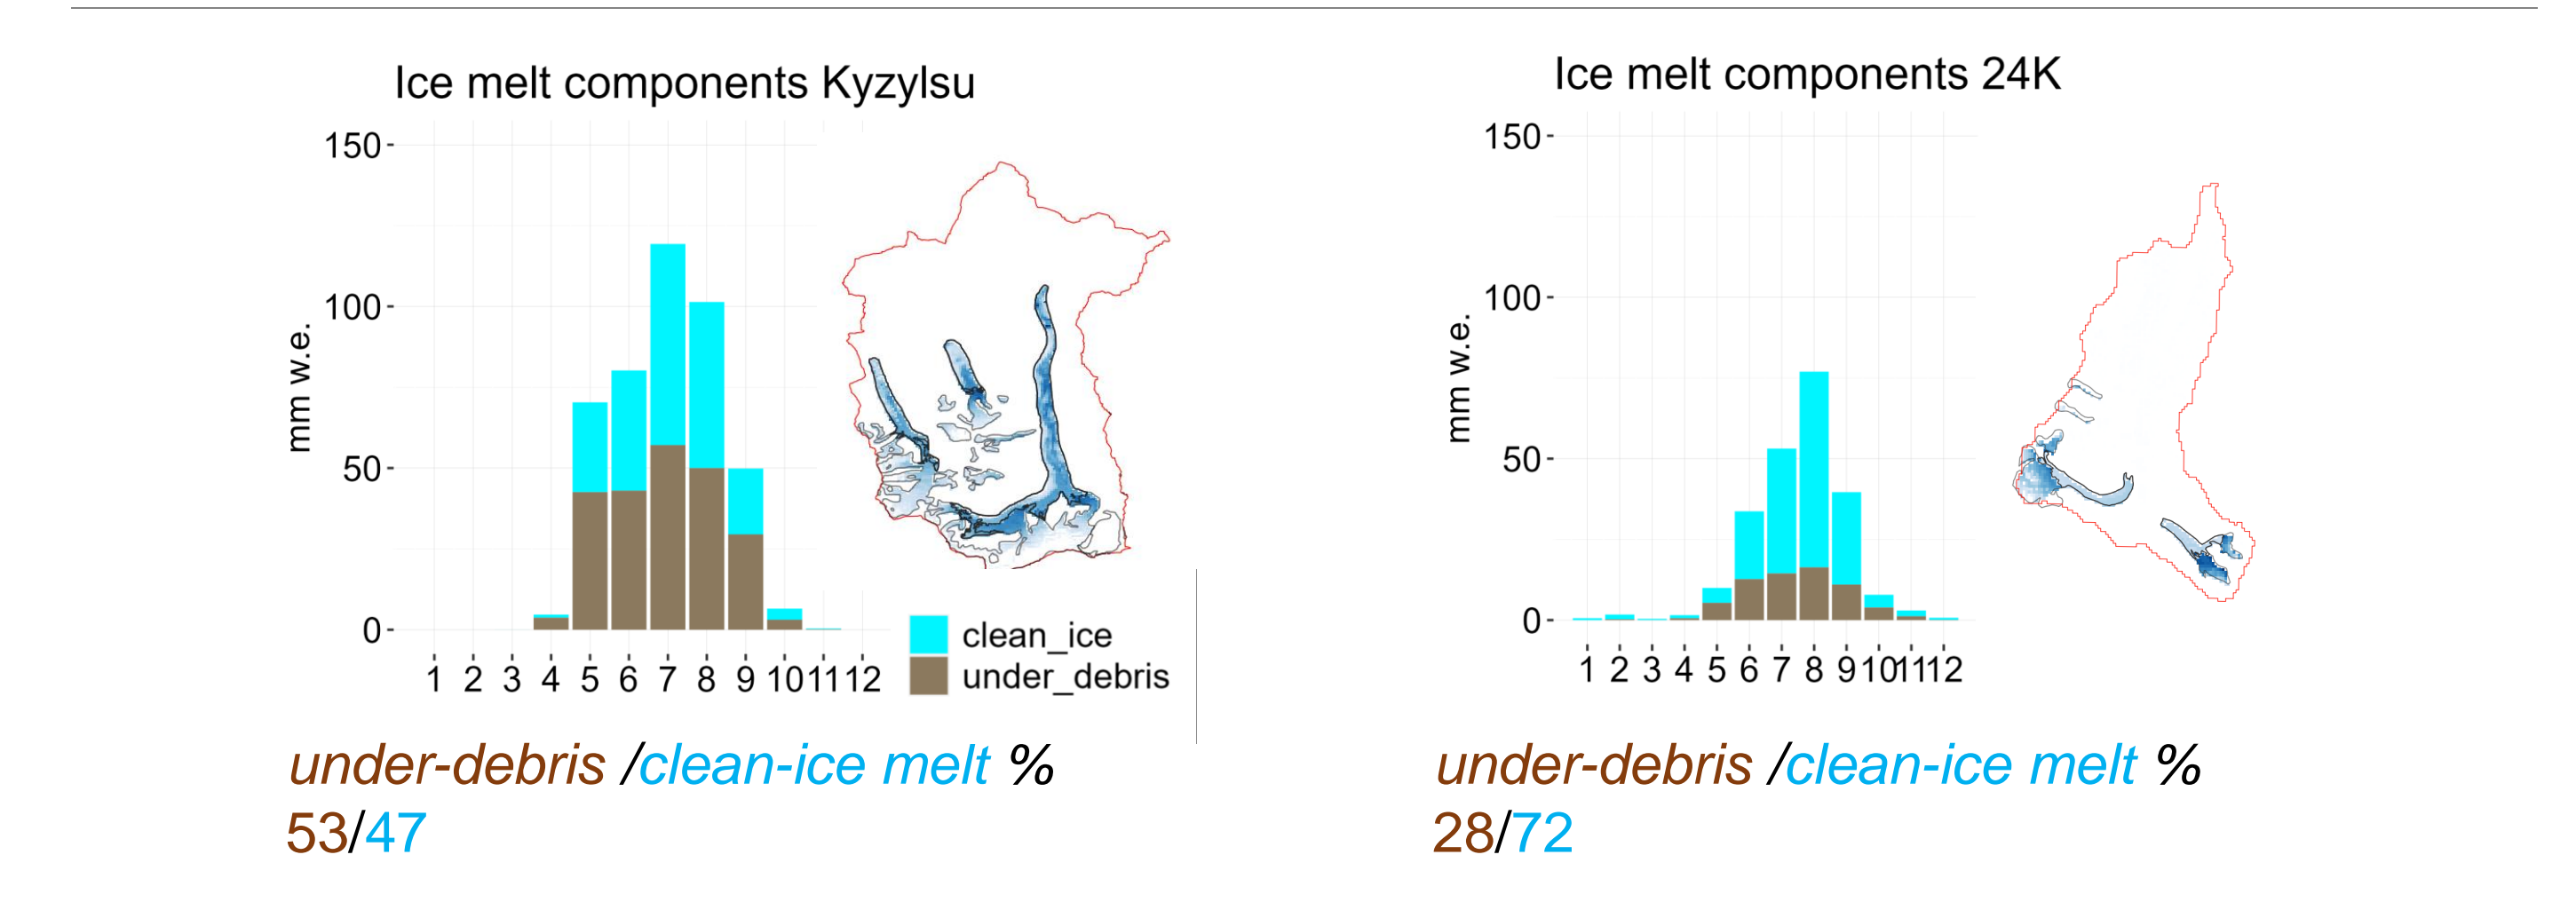 Ice melt components Kyzylsu
150
100
50
0
mm w.e.
1 2 3 4 5 6 7 8 9 10 11 12
clean_ice
under_debris
under-debris /clean-ice melt %
53/47
Ice melt components 24K
150
100
50
0
mm w.e.
1 2 3 4 5 6 7 8 9 10 11 12
under-debris /clean-ice melt %
28/72